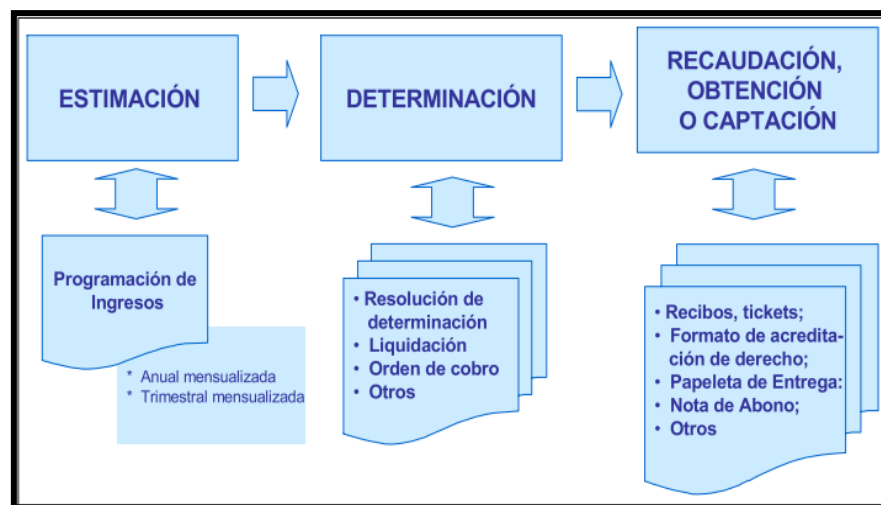 ESTIMACIÓN
DETERMINACIÓN
RECAUDACIÓN,
OBTENCIÓN
O CAPTACIÓN
Programación de
Ingresos
* Anual mensualizada
* Trimestral mensualizada
• Resolución de
determinación
• Liquidación
• Orden de cobro
• Otros
• Recibos, tickets;
• Formato de acredita-
ción de derecho;
• Papeleta de Entrega:
• Nota de Abono;
• Otros